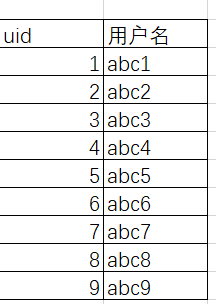 uid 用户名
1 abc1
2 abc2
3 abc3
4 abc4
5 abc5
6 abc6
7 abc7
8 abc8
9 abc9